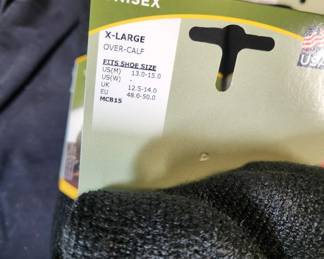 UNISEX
X-LARGE
OVER-CALF
FITS SHOE SIZE
US(M) 13.0-15.0
US(W) -
UK 12.5-14.0
EU 48.0-50.0
MCB15
USA